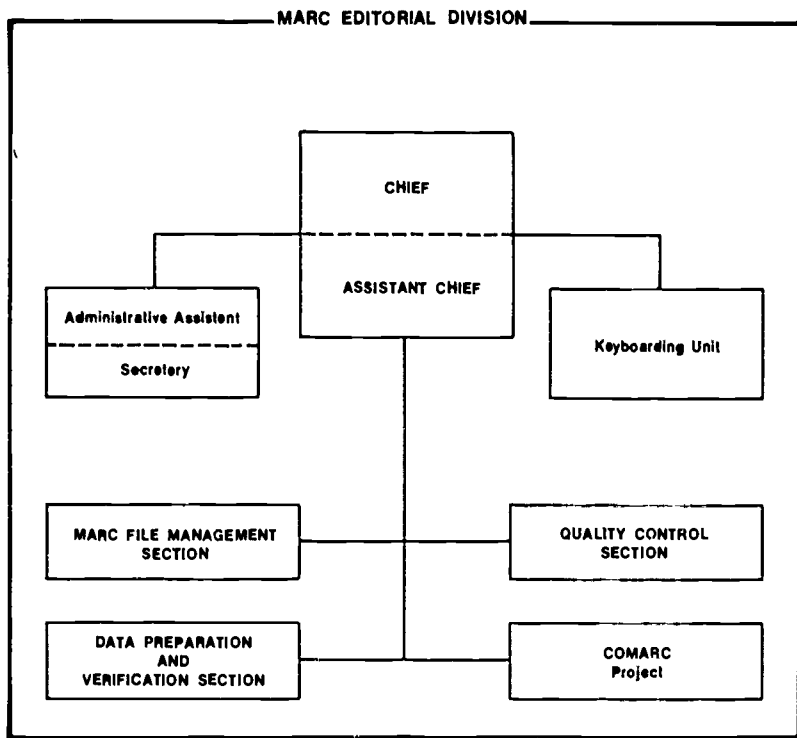 MARC EDITORIAL DIVISION
CHIEF
ASSISTANT CHIEF
Administrative Assistant
Secretary
Keyboarding Unit
MARC FILE MANAGEMENT
SECTION
QUALITY CONTROL
SECTION
DATA PREPARATION
AND
VERIFICATION SECTION
COMARC
Project